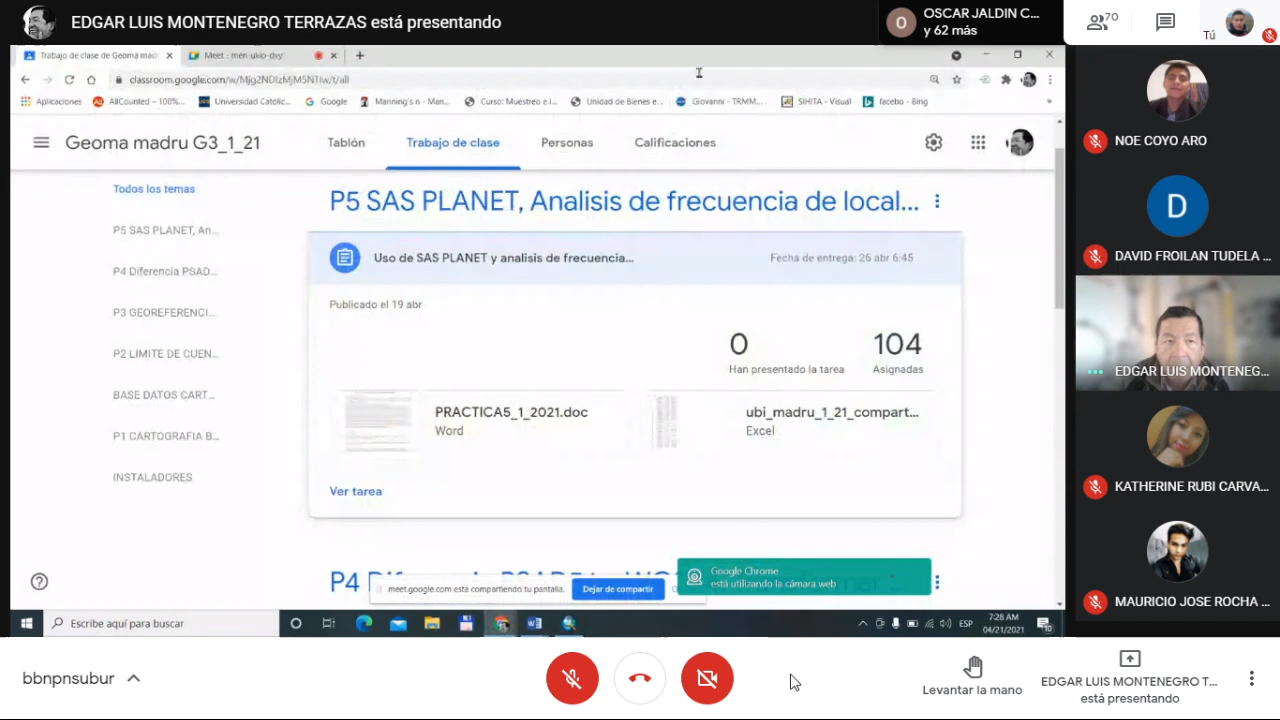 EDGAR LUIS MONTENEGRO TERRAZAS está presentando
OSCAR JALDIN C...
y 62 más
70
Tú
Trabajo de clase de Geoma mad
Meet : men-ukio-dsy
classroom.google.com/w/Mjg2NDIzMjM5NTIw/t/all
Aplicaciones
AllCounted – 100%...
Universidad Católic...
Google
Manning's n - Man...
Curso: Muestreo e I...
Unidad de Bienes e...
Giovanni - TRMM...
SIHITA - Visual
facebo - Bing
Geoma madru G3_1_21
Tablón
Trabajo de clase
Personas
Calificaciones
Todos los temas
P5 SAS PLANET, An...
P4 Diferencia PSAD...
P3 GEOREFERENCI...
P2 LIMITE DE CUEN...
BASE DATOS CART...
P1 CARTOGRAFIA B...
INSTALADORES
P5 SAS PLANET, Analisis de frecuencia de local...
Uso de SAS PLANET y analisis de frecuencia...
Fecha de entrega: 26 abr 6:45
Publicado el 19 abr
0
Han presentado la tarea
104
Asignadas
PRACTICA5_1_2021.doc
Word
ubi_madru_1_21_compart...
Excel
Ver tarea
P4
meet.google.com está compartiendo tu pantalla.
Dejar de compartir
Google Chrome
está utilizando la cámara web
Escribe aquí para buscar
ESP
7:28 AM
04/21/2021
10
NOE COYO ARO
D
DAVID FROILAN TUDELA ...
EDGAR LUIS MONTENEG...
KATHERINE RUBI CARVA...
MAURICIO JOSE ROCHA ...
bbnpnsubur
Levantar la mano
EDGAR LUIS MONTENEGRO T...
está presentando